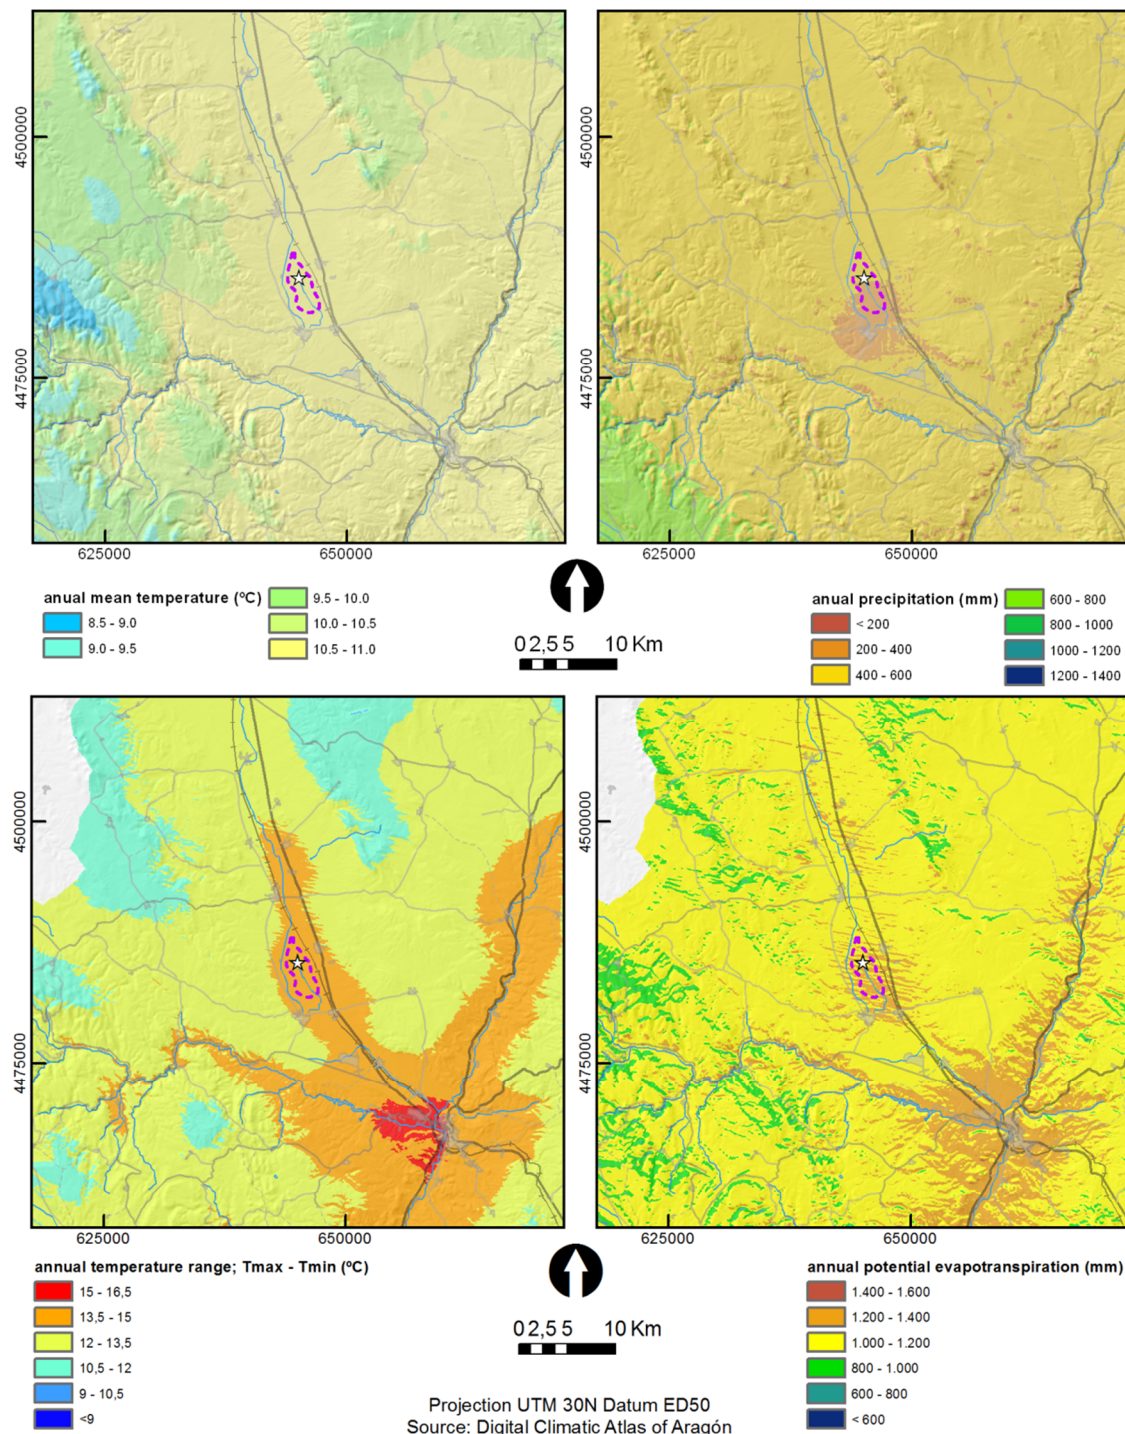 4500000
4475000
625000
650000
625000
650000
anual mean temperature (ºC)
8.5 - 9.0
9.0 - 9.5
9.5 - 10.0
10.0 - 10.5
10.5 - 11.0
0 2,5 5 10 Km
anual precipitation (mm)
< 200
200 - 400
400 - 600
600 - 800
800 - 1000
1000 - 1200
1200 - 1400
4500000
4475000
625000
650000
625000
650000
annual temperature range; Tmax - Tmin (ºC)
15 - 16,5
13,5 - 15
12 - 13,5
10,5 - 12
9 - 10,5
<9
0 2,5 5 10 Km
annual potential evapotranspiration (mm)
1.400 - 1.600
1.200 - 1.400
1.000 - 1.200
800 - 1.000
600 - 800
< 600
Projection UTM 30N Datum ED50
Source: Digital Climatic Atlas of Aragón